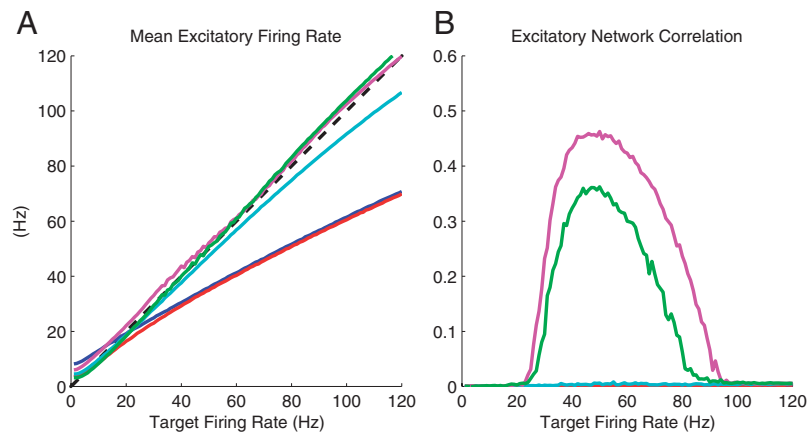 A
Mean Excitatory Firing Rate
120
100
80
60
40
20
0
(Hz)
0 20 40 60 80 100 120
Target Firing Rate (Hz)
B
Excitatory Network Correlation
0.6
0.5
0.4
0.3
0.2
0.1
0
0 20 40 60 80 100 120
Target Firing Rate (Hz)